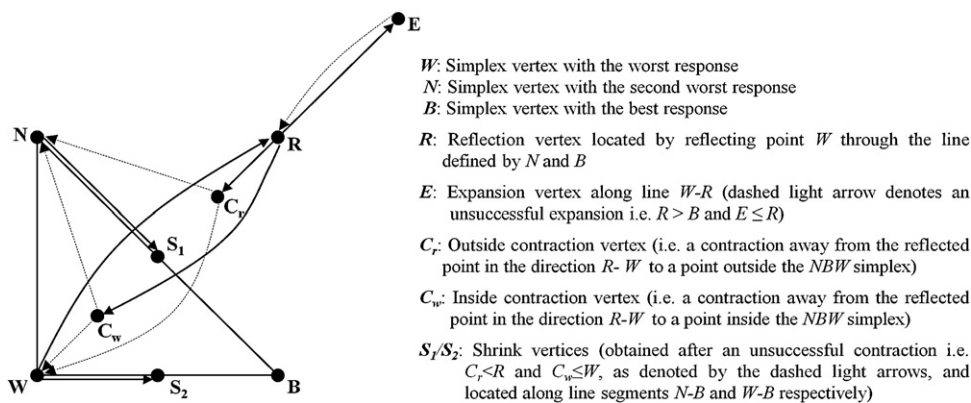 E
N
R
Cr
S1
Cw
W
S2
B
W: Simplex vertex with the worst response
N: Simplex vertex with the second worst response
B: Simplex vertex with the best response
R: Reflection vertex located by reflecting point W through the line
defined by N and B
E: Expansion vertex along line W-R (dashed light arrow denotes an
unsuccessful expansion i.e. R > B and E ≤ R)
Cr: Outside contraction vertex (i.e. a contraction away from the reflected
point in the direction R- W to a point outside the NBW simplex)
Cw: Inside contraction vertex (i.e. a contraction away from the reflected
point in the direction R-W to a point inside the NBW simplex)
S1/S2: Shrink vertices (obtained after an unsuccessful contraction i.e.
Cr<R and Cw≤W, as denoted by the dashed light arrows, and
located along line segments N-B and W-B respectively)